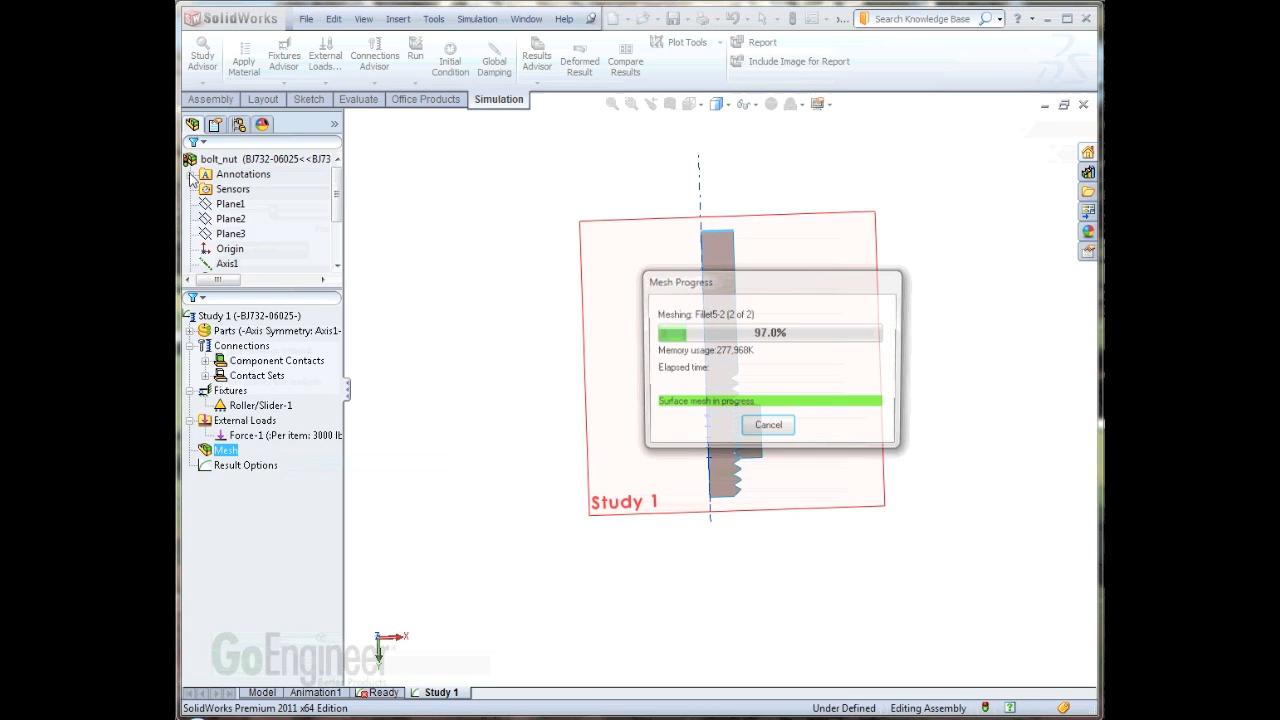 SolidWorks File Edit View Insert Tools Simulation Window Help Search Knowledge Base
Study Advisor
Apply Material
Fixtures Advisor
External Loads...
Connections Advisor
Run
Initial Condition
Global Damping
Results Advisor
Deformed Result
Compare Results
Plot Tools
Report
Include Image for Report
Assembly Layout Sketch Evaluate Office Products Simulation
bolt_nut (BJ732-06025<<BJ73
Annotations
Sensors
Plane1
Plane2
Plane3
Origin
Axis1
Study 1 (-BJ732-06025-)
Parts (-Axis Symmetry: Axis1-
Connections
Component Contacts
Contact Sets
Fixtures
Roller/Slider-1
External Loads
Force-1 (:Per item: 3000 lb
Mesh
Result Options
Mesh Progress
Meshing: Fillet5-2 (2 of 2)
97.0%
Memory usage:277,968K
Elapsed time:
Surface mesh in progress
Cancel
Study 1
X
Y
Z
GoEngineer
Better Products.
Model Animation1 Ready Study 1
SolidWorks Premium 2011 x64 Edition Under Defined Editing Assembly